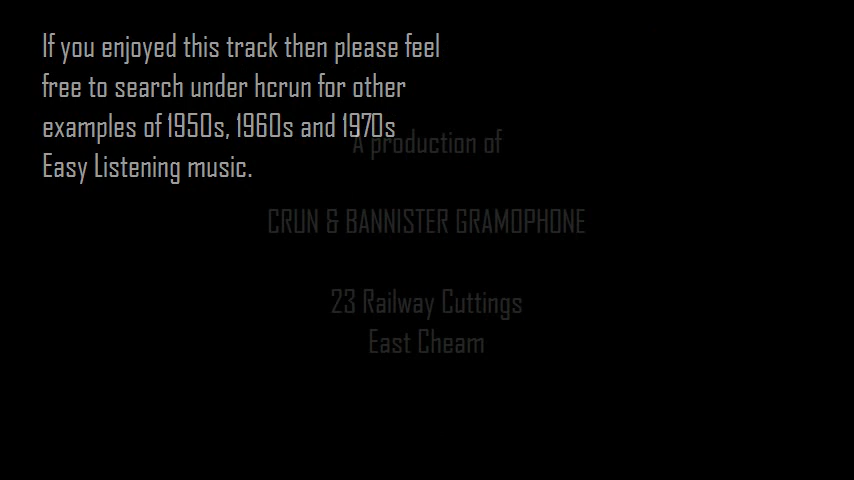 If you enjoyed this track then please feel
free to search under hcrun for other
examples of 1950s, 1960s and 1970s
Easy Listening music.
A production of
CRUN & BANNISTER GRAMOPHONE
23 Railway Cuttings
East Cheam